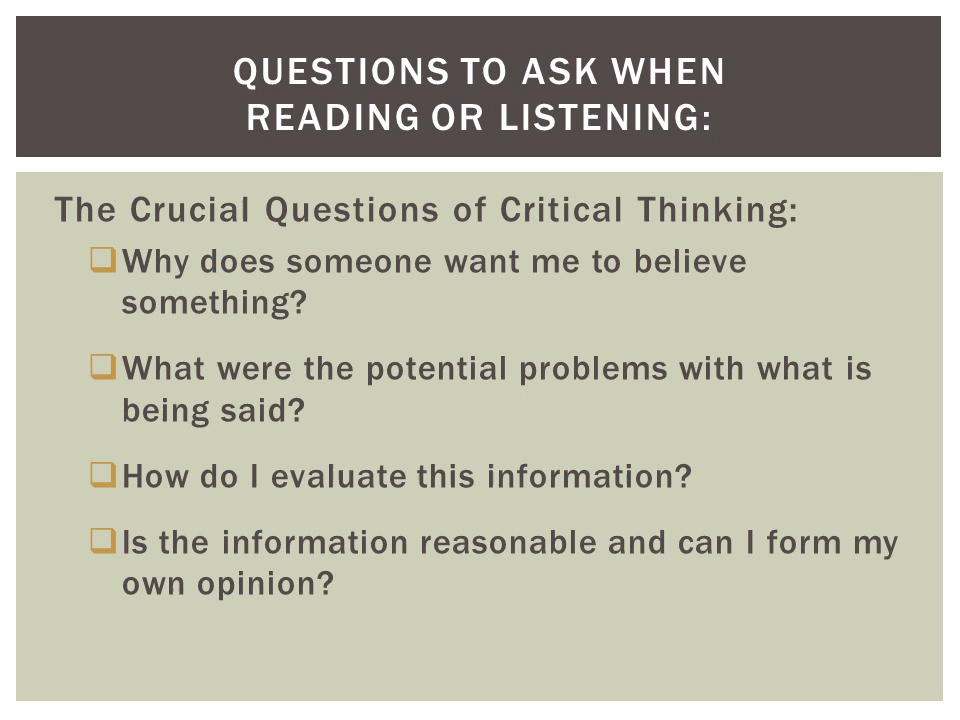 QUESTIONS TO ASK WHEN
READING OR LISTENING:
The Crucial Questions of Critical Thinking:
Why does someone want me to believe
something?
What were the potential problems with what is
being said?
How do I evaluate this information?
Is the information reasonable and can I form my
own opinion?